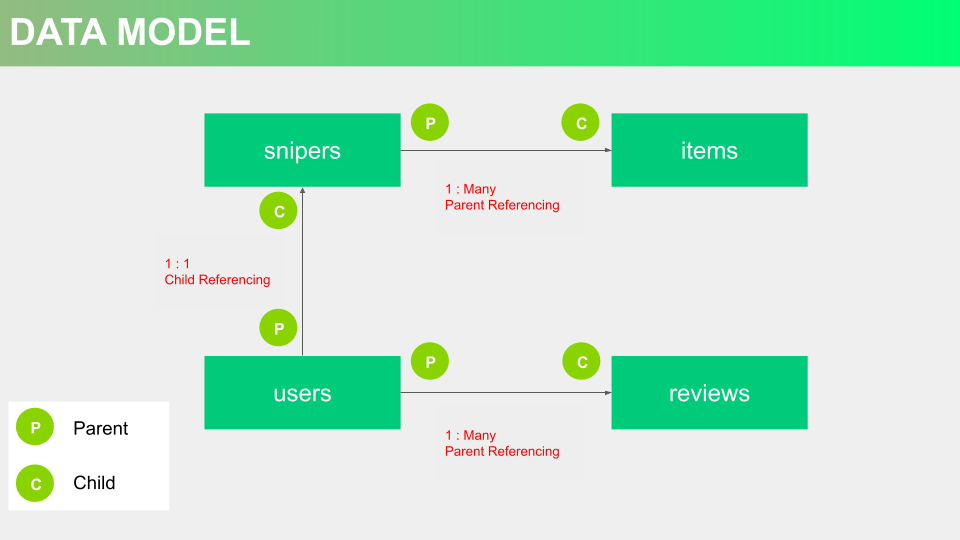 DATA MODEL
snipers
P
C
items
1 : Many
Parent Referencing
C
1 : 1
Child Referencing
P
users
P
C
reviews
1 : Many
Parent Referencing
P Parent
C Child